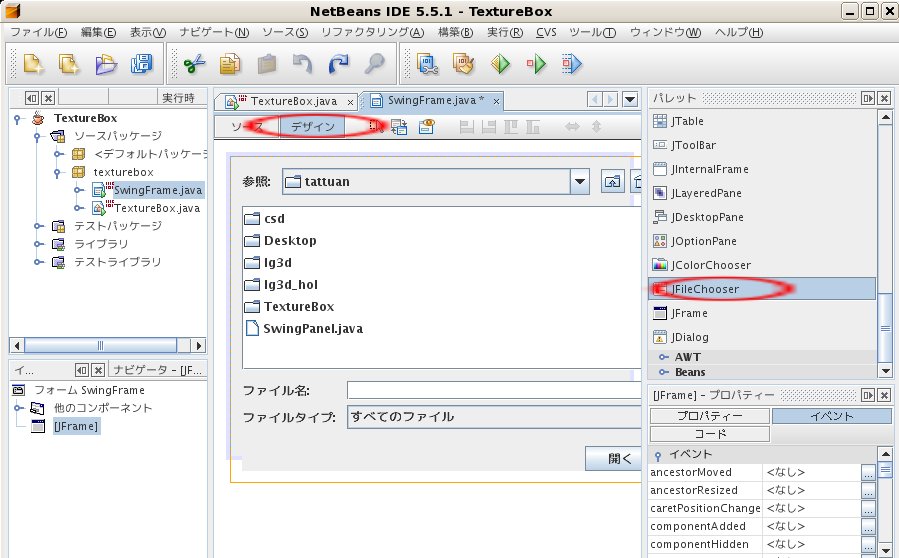 NetBeans IDE 5.5.1 - TextureBox
ファイル(F) 編集(E) 表示(V) ナビゲート(N) ソース(S) リファクタリング(A) 構築(B) 実行(R) CVS ツール(T) ウィンドウ(W) ヘルプ(H)
実行時
TextureBox
ソースパッケージ
<デフォルトパッケージ
texturebox
SwingFrame.java
TextureBox.java
テストパッケージ
ライブラリ
テストライブラリ
イ... ナビゲータ - [JF...
フォーム SwingFrame
他のコンポーネント
[JFrame]
TextureBox.java × SwingFrame.java * ×
ソース デザイン
参照: tattuan
csd
Desktop
lg3d
lg3d_hol
TextureBox
SwingPanel.java
ファイル名:
ファイルタイプ: すべてのファイル
開く
パレット
JTable
JToolBar
JInternalFrame
JLayeredPane
JDesktopPane
JOptionPane
JColorChooser
JFileChooser
JFrame
JDialog
AWT
Beans
[JFrame] - プロパティー
プロパティー イベント
コード
イベント
ancestorMoved <なし> ...
ancestorResized <なし> ...
caretPositionChange <なし> ...
componentAdded <なし> ...
componentHidden <なし> ...